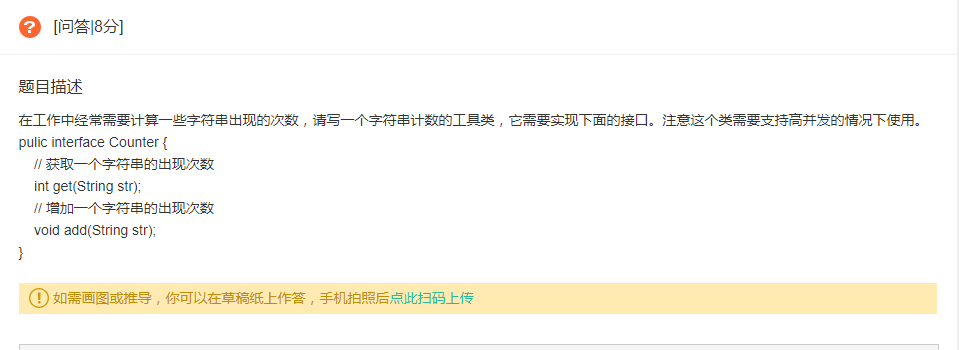 [问答|8分]
题目描述
在工作中经常需要计算一些字符串出现的次数，请写一个字符串计数的工具类，它需要实现下面的接口。注意这个类需要支持高并发的情况下使用。
pulic interface Counter {
// 获取一个字符串的出现次数
int get(String str);
// 增加一个字符串的出现次数
void add(String str);
}
如需画图或推导，你可以在草稿纸上作答，手机拍照后点此扫码上传